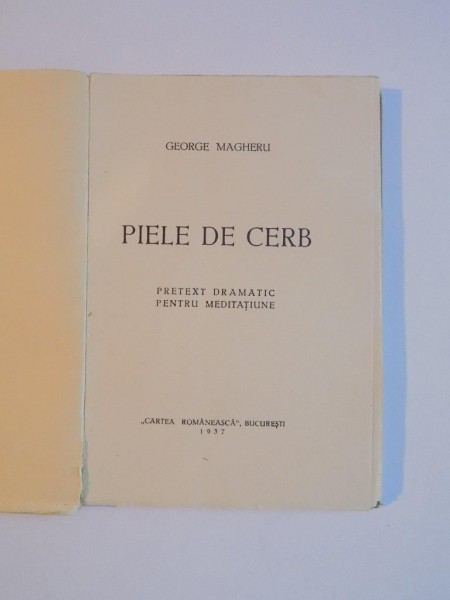 GEORGE MAGHERU
PIELE DE CERB
PRETEXT DRAMATIC
PENTRU MEDITAȚIUNE
„CARTEA ROMÂNEASCĂ”, BUCUREȘTI
1937